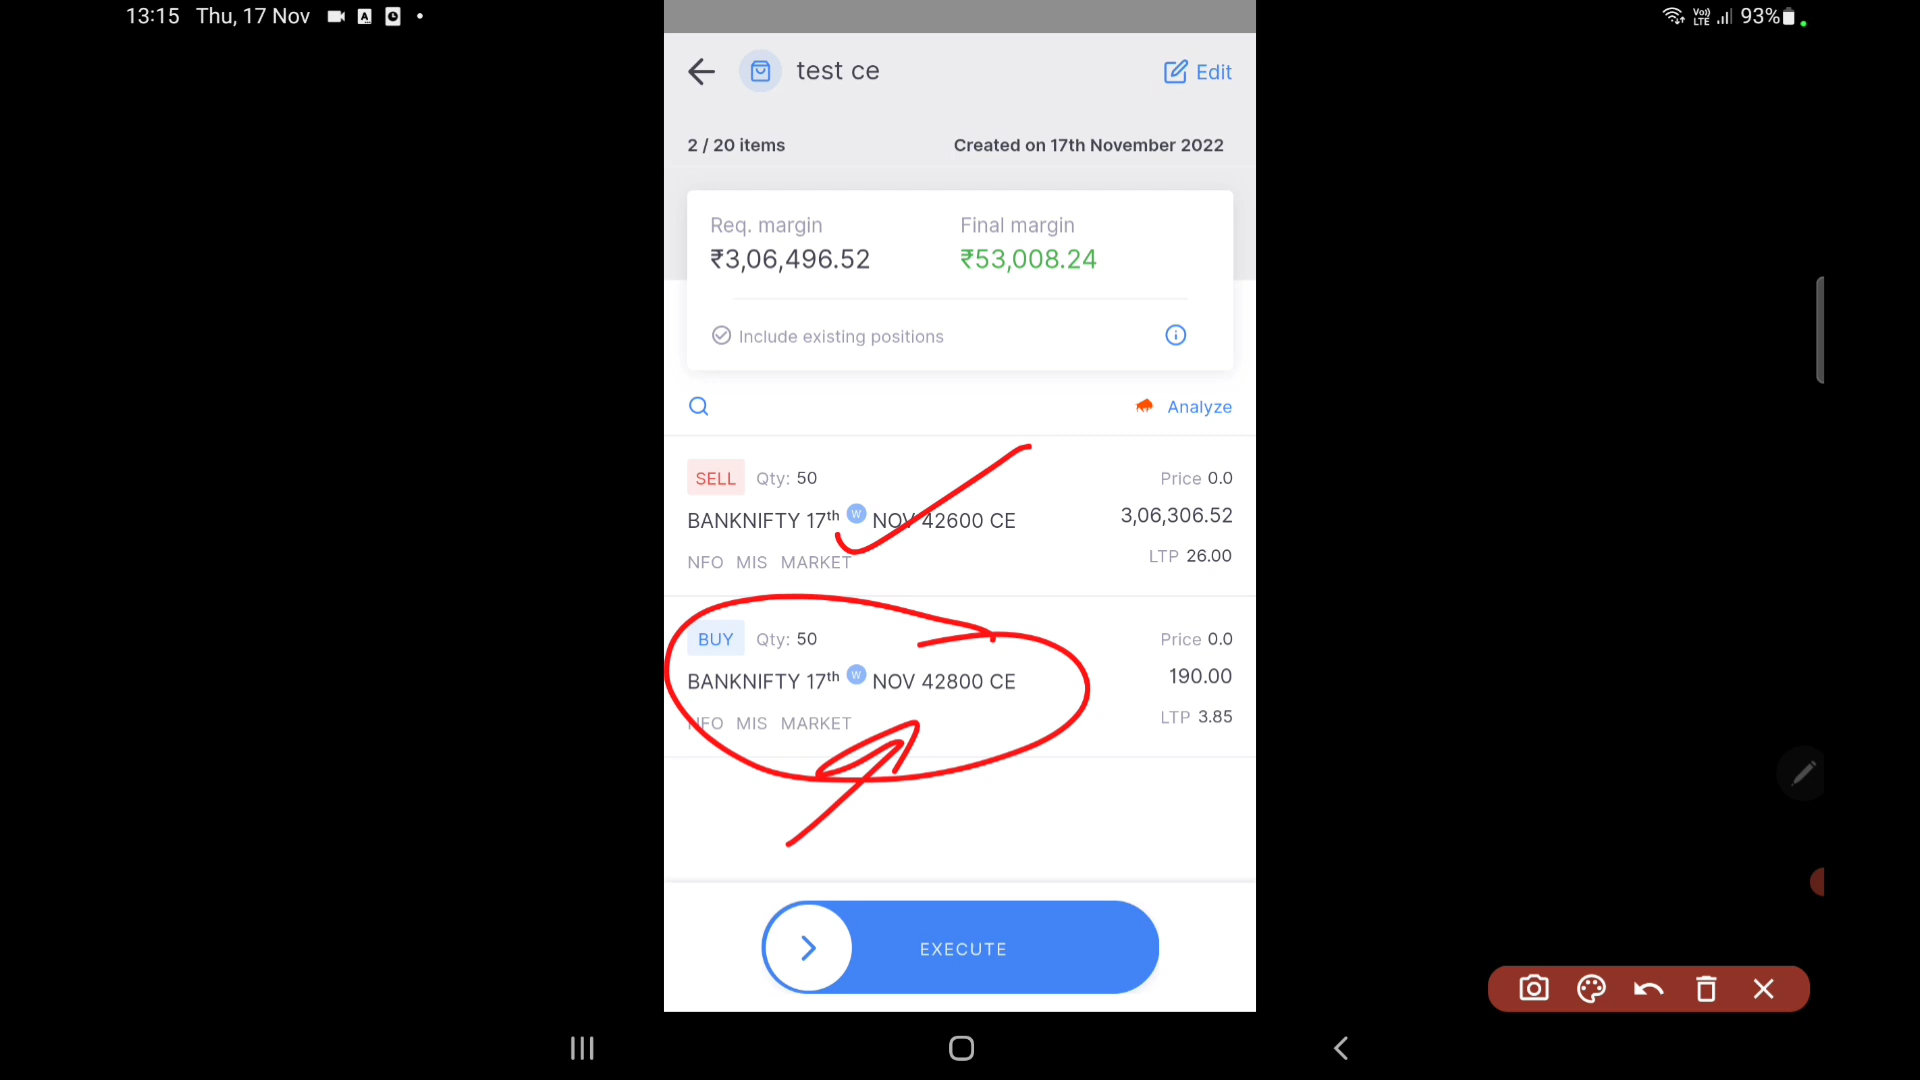 13:15 Thu, 17 Nov
Vo)) LTE 93%
test ce
Edit
2 / 20 items
Created on 17th November 2022
Req. margin
Final margin
₹3,06,496.52
₹53,008.24
Include existing positions
Analyze
SELL Qty: 50
Price 0.0
BANKNIFTY 17th W NOV 42600 CE
3,06,306.52
NFO MIS MARKET
LTP 26.00
BUY Qty: 50
Price 0.0
BANKNIFTY 17th W NOV 42800 CE
190.00
NFO MIS MARKET
LTP 3.85
EXECUTE